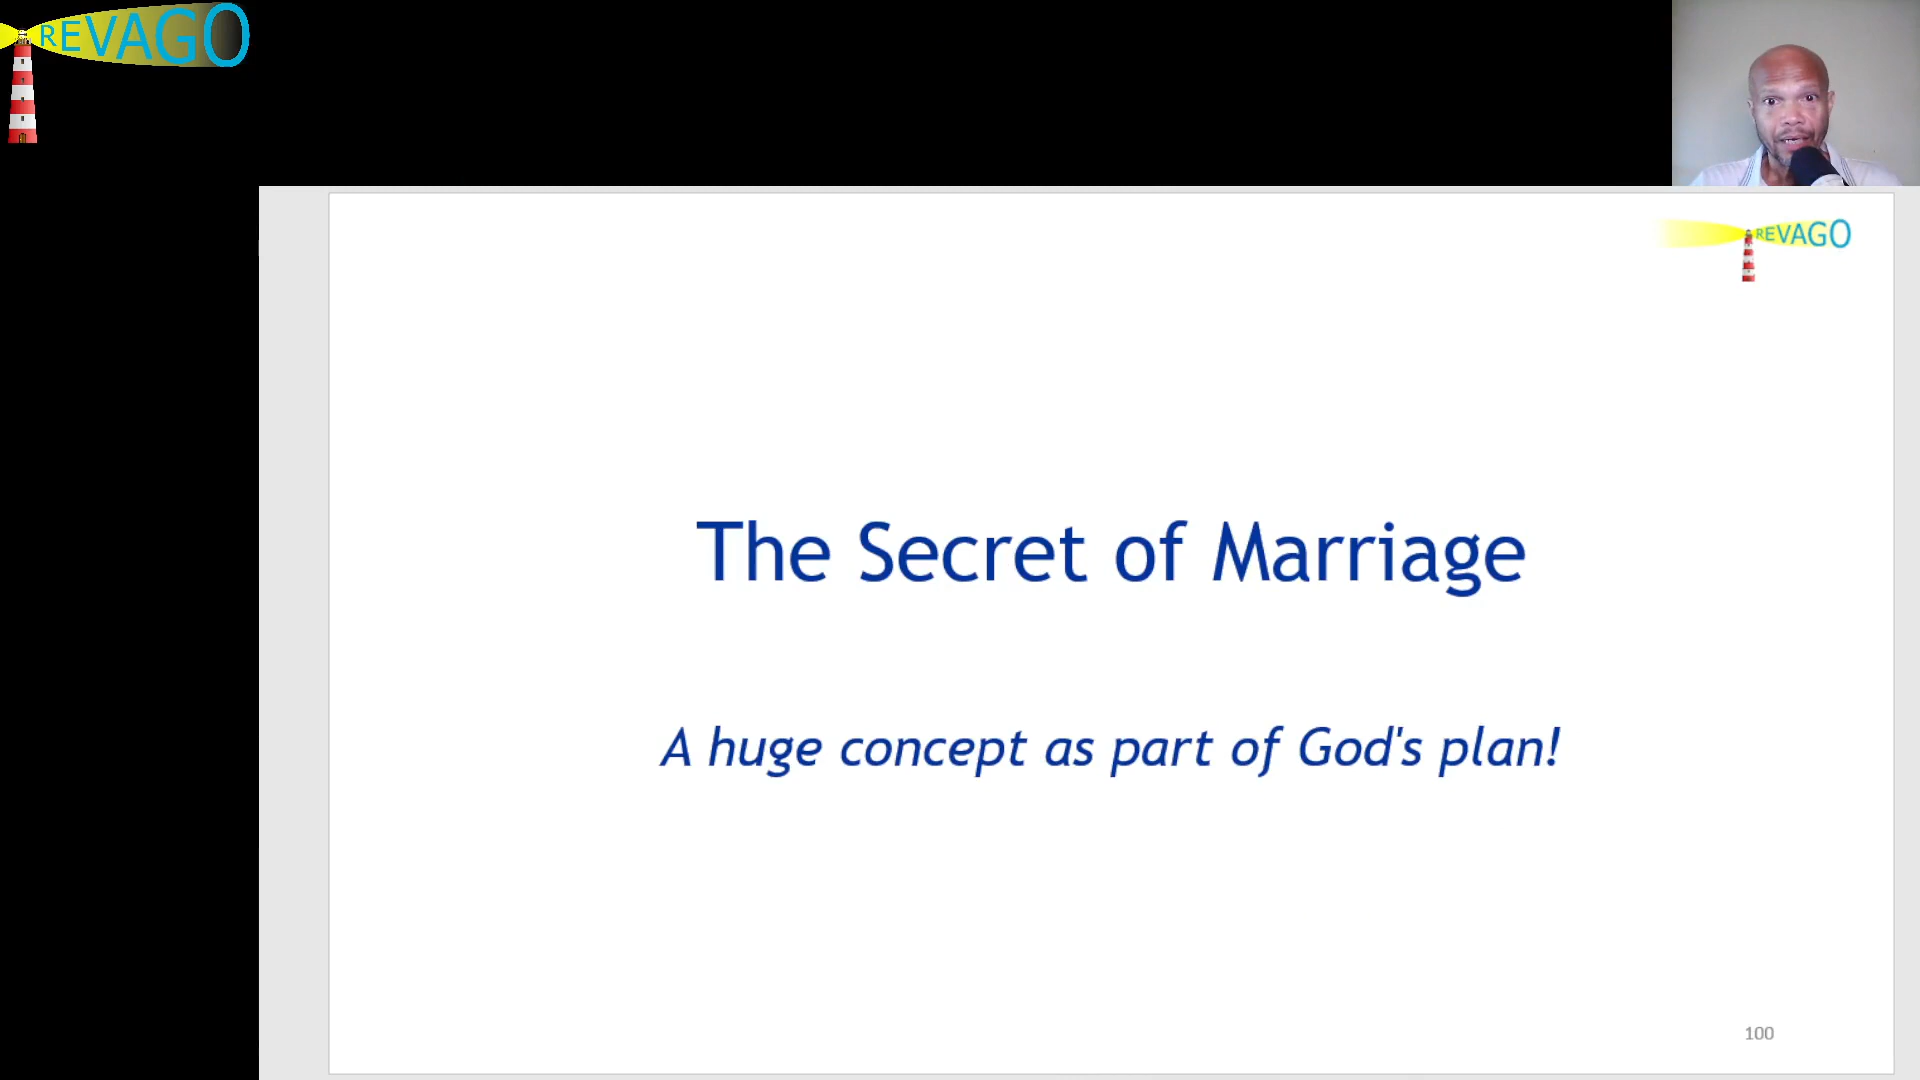 REVAGO
REVAGO
The Secret of Marriage
A huge concept as part of God's plan!
100